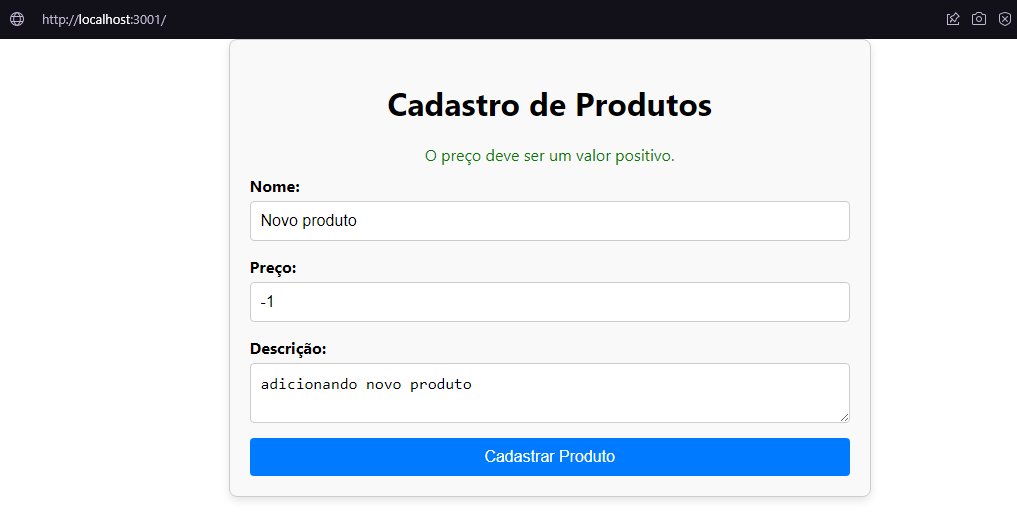 http://localhost:3001/
Cadastro de Produtos
O preço deve ser um valor positivo.
Nome:
Novo produto
Preço:
-1
Descrição:
adicionando novo produto
Cadastrar Produto